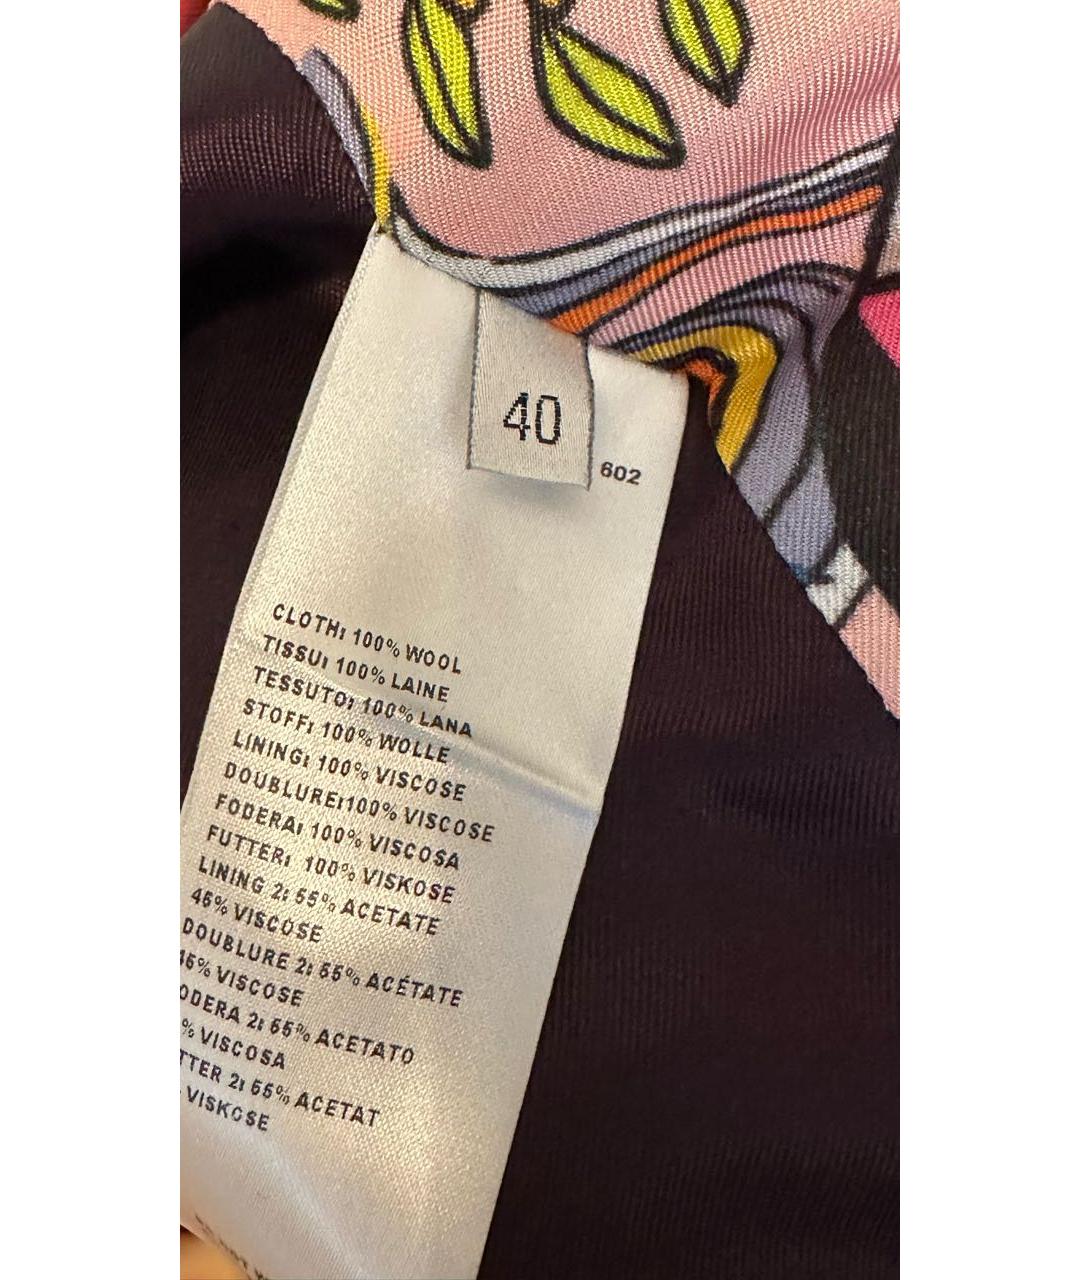 40
602
CLOTH: 100% WOOL
TISSU: 100% LAINE
TESSUTO: 100% LANA
STOFF: 100% WOLLE
LINING: 100% VISCOSE
DOUBLURE:100% VISCOSE
FODERA: 100% VISCOSA
FUTTER: 100% VISKOSE
LINING 2: 55% ACETATE
45% VISCOSE
DOUBLURE 2: 55% ACÉTATE
45% VISCOSE
ODERA 2: 55% ACETATO
% VISCOSA
TTER 2: 55% ACETAT
VISKOSE